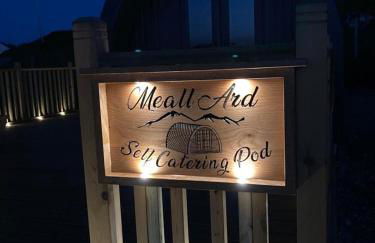 Meall Ard
Self Catering Pod